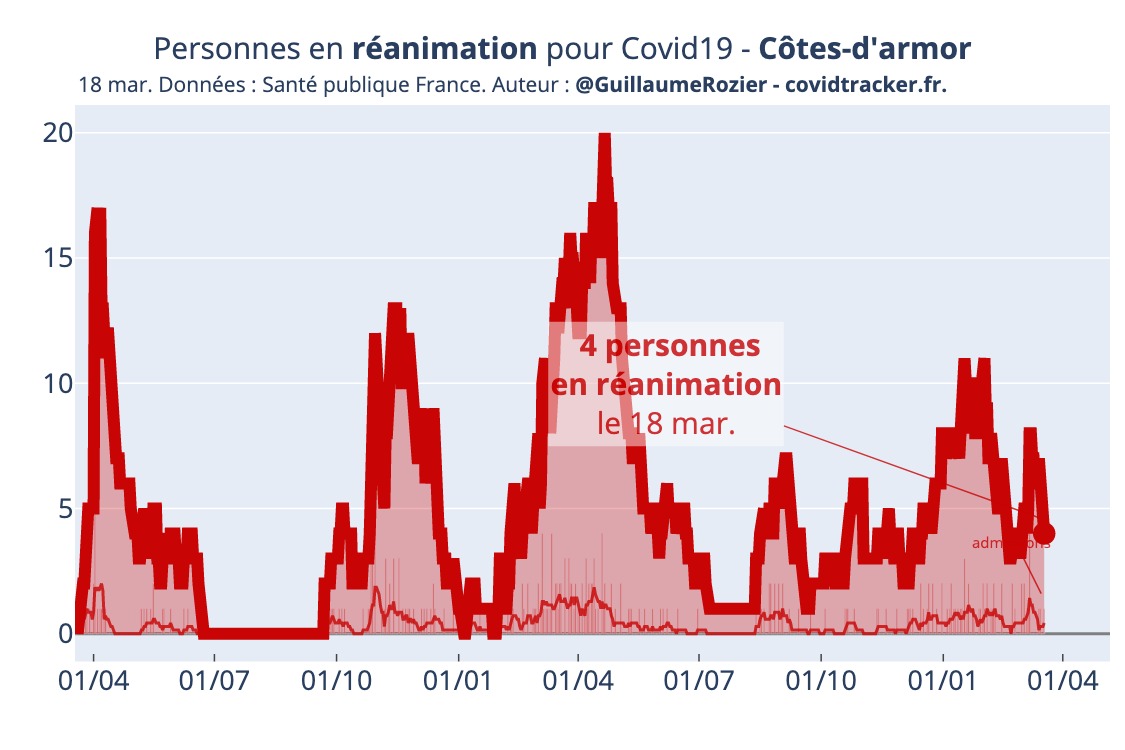 Personnes en réanimation pour Covid19 - Côtes-d'armor
18 mar. Données : Santé publique France. Auteur : @GuillaumeRozier - covidtracker.fr.
20
15
10
5
0
4 personnes
en réanimation
le 18 mar.
admissions
01/04 01/07 01/10 01/01 01/04 01/07 01/10 01/01 01/04